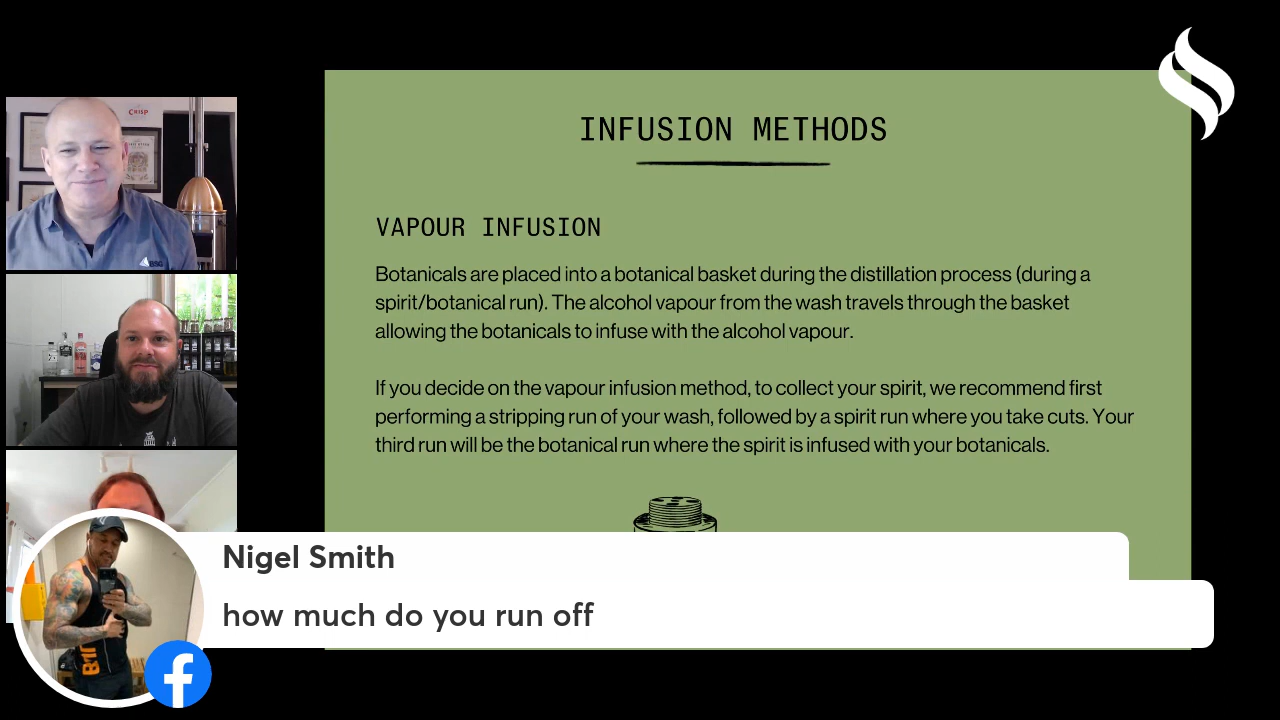 INFUSION METHODS
VAPOUR INFUSION
Botanicals are placed into a botanical basket during the distillation process (during a
spirit/botanical run). The alcohol vapour from the wash travels through the basket
allowing the botanicals to infuse with the alcohol vapour.
If you decide on the vapour infusion method, to collect your spirit, we recommend first
performing a stripping run of your wash, followed by a spirit run where you take cuts. Your
third run will be the botanical run where the spirit is infused with your botanicals.
CRISP
BSG
Nigel Smith
how much do you run off